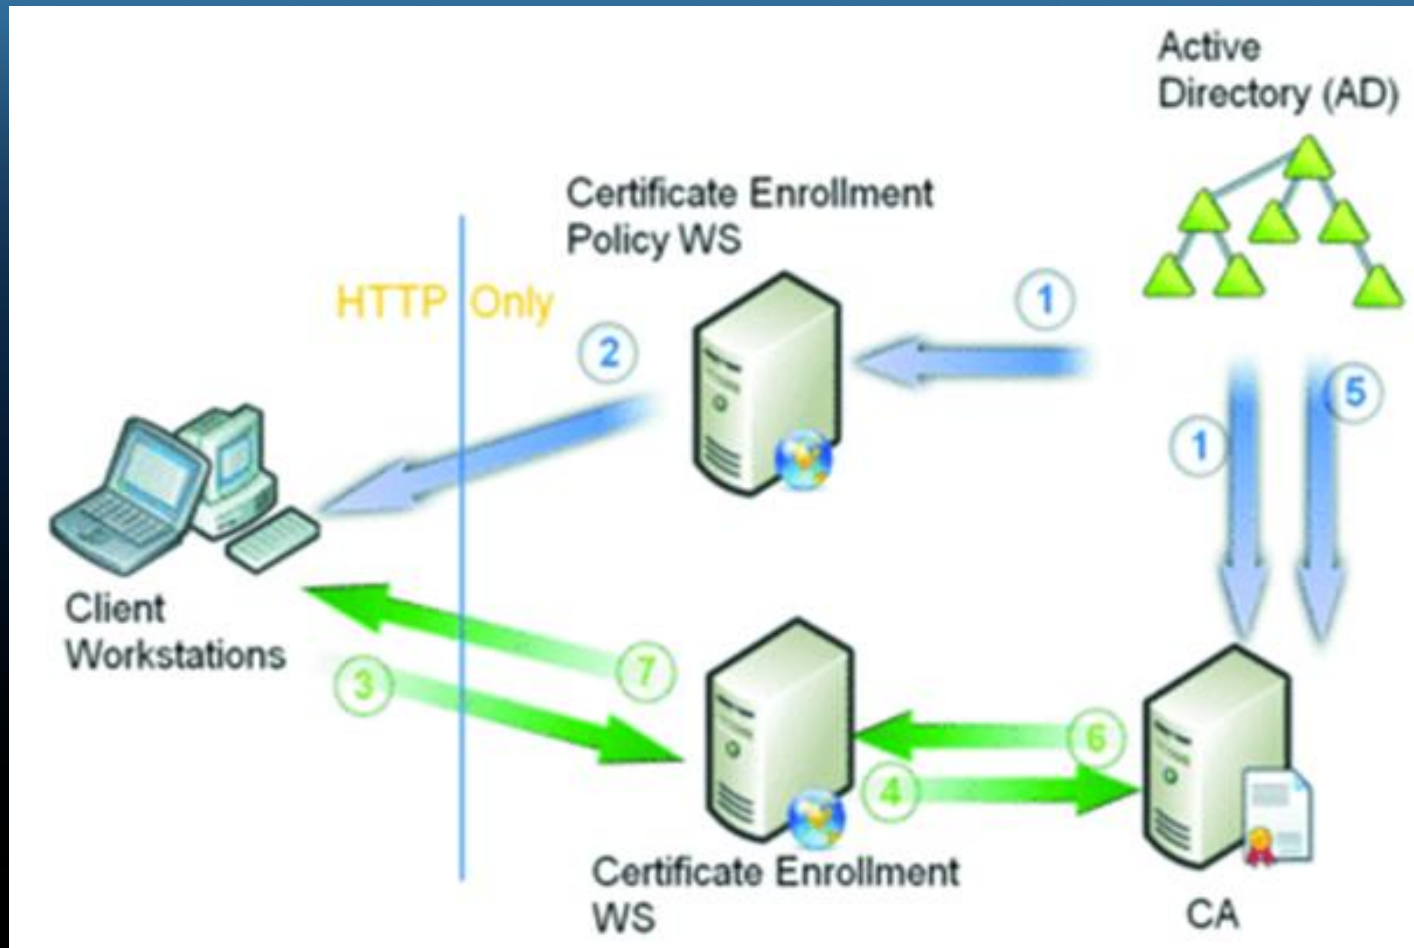 Active
Directory (AD)
Certificate Enrollment
Policy WS
HTTP Only
1
2
5
1
Client
Workstations
7
3
6
4
Certificate Enrollment
WS
CA